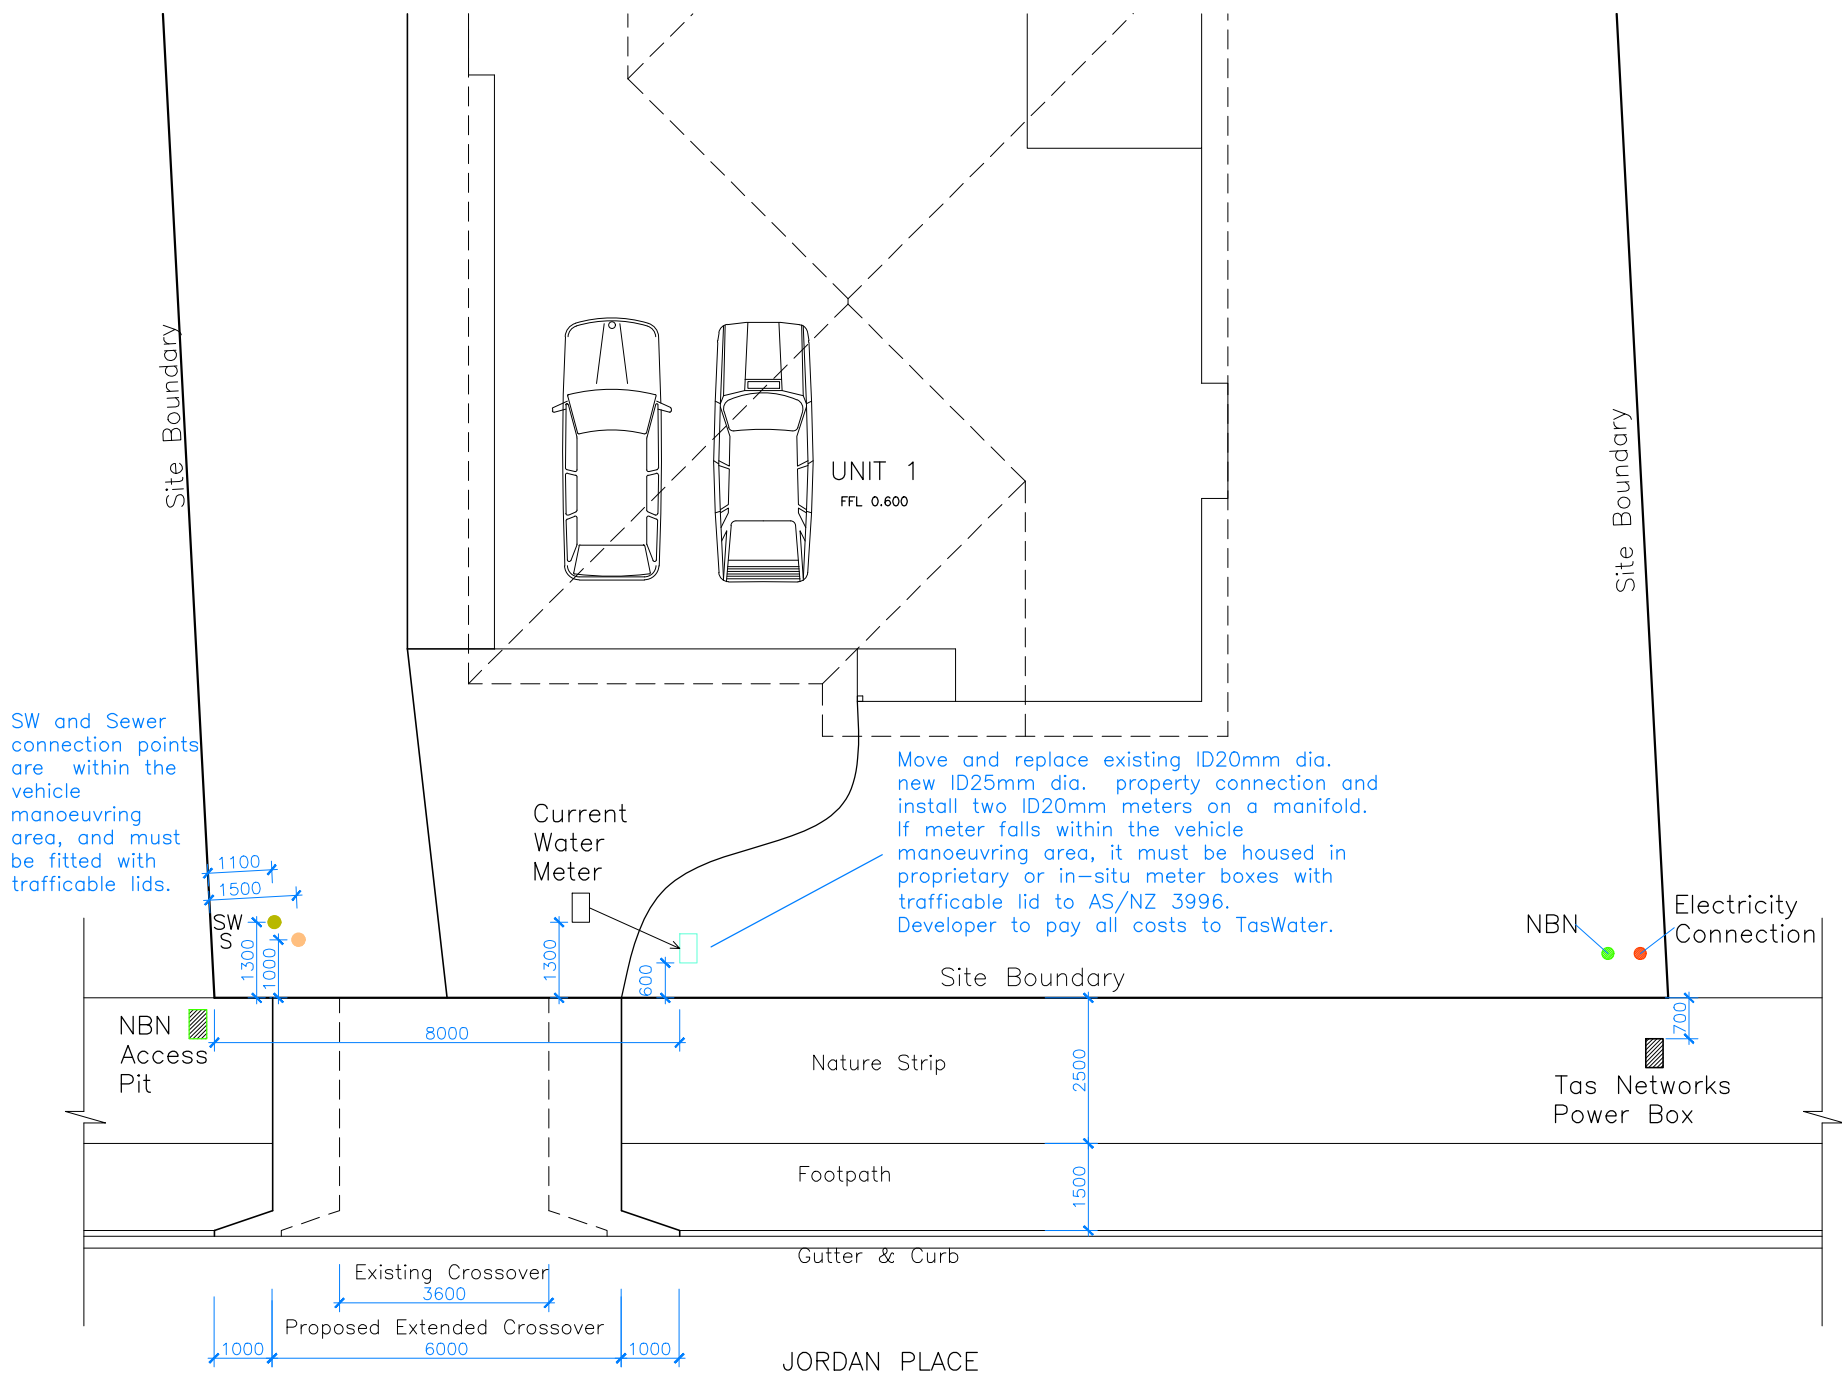 Site Boundary
Site Boundary
UNIT 1
FFL 0.600
SW and Sewer
connection points
are within the
vehicle
manoeuvring
area, and must
be fitted with
trafficable lids.
Move and replace existing ID20mm dia.
new ID25mm dia. property connection and
install two ID20mm meters on a manifold.
If meter falls within the vehicle
manoeuvring area, it must be housed in
proprietary or in-situ meter boxes with
trafficable lid to AS/NZ 3996.
Developer to pay all costs to TasWater.
Current
Water
Meter
1100
1500
SW
S
1300
1000
1300
600
NBN
Electricity
Connection
Site Boundary
NBN
Access
Pit
8000
Nature Strip
2500
700
Tas Networks
Power Box
Footpath
1500
Gutter & Curb
Existing Crossover
3600
Proposed Extended Crossover
1000
6000
1000
JORDAN PLACE